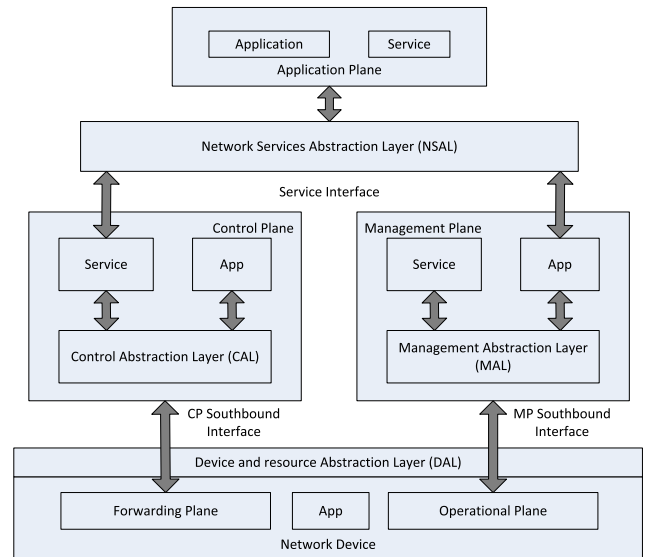 Application
Service
Application Plane
Network Services Abstraction Layer (NSAL)
Service Interface
Control Plane
Service
App
Control Abstraction Layer (CAL)
Management Plane
Service
App
Management Abstraction Layer
(MAL)
CP Southbound
Interface
MP Southbound
Interface
Device and resource Abstraction Layer (DAL)
Forwarding Plane
App
Operational Plane
Network Device